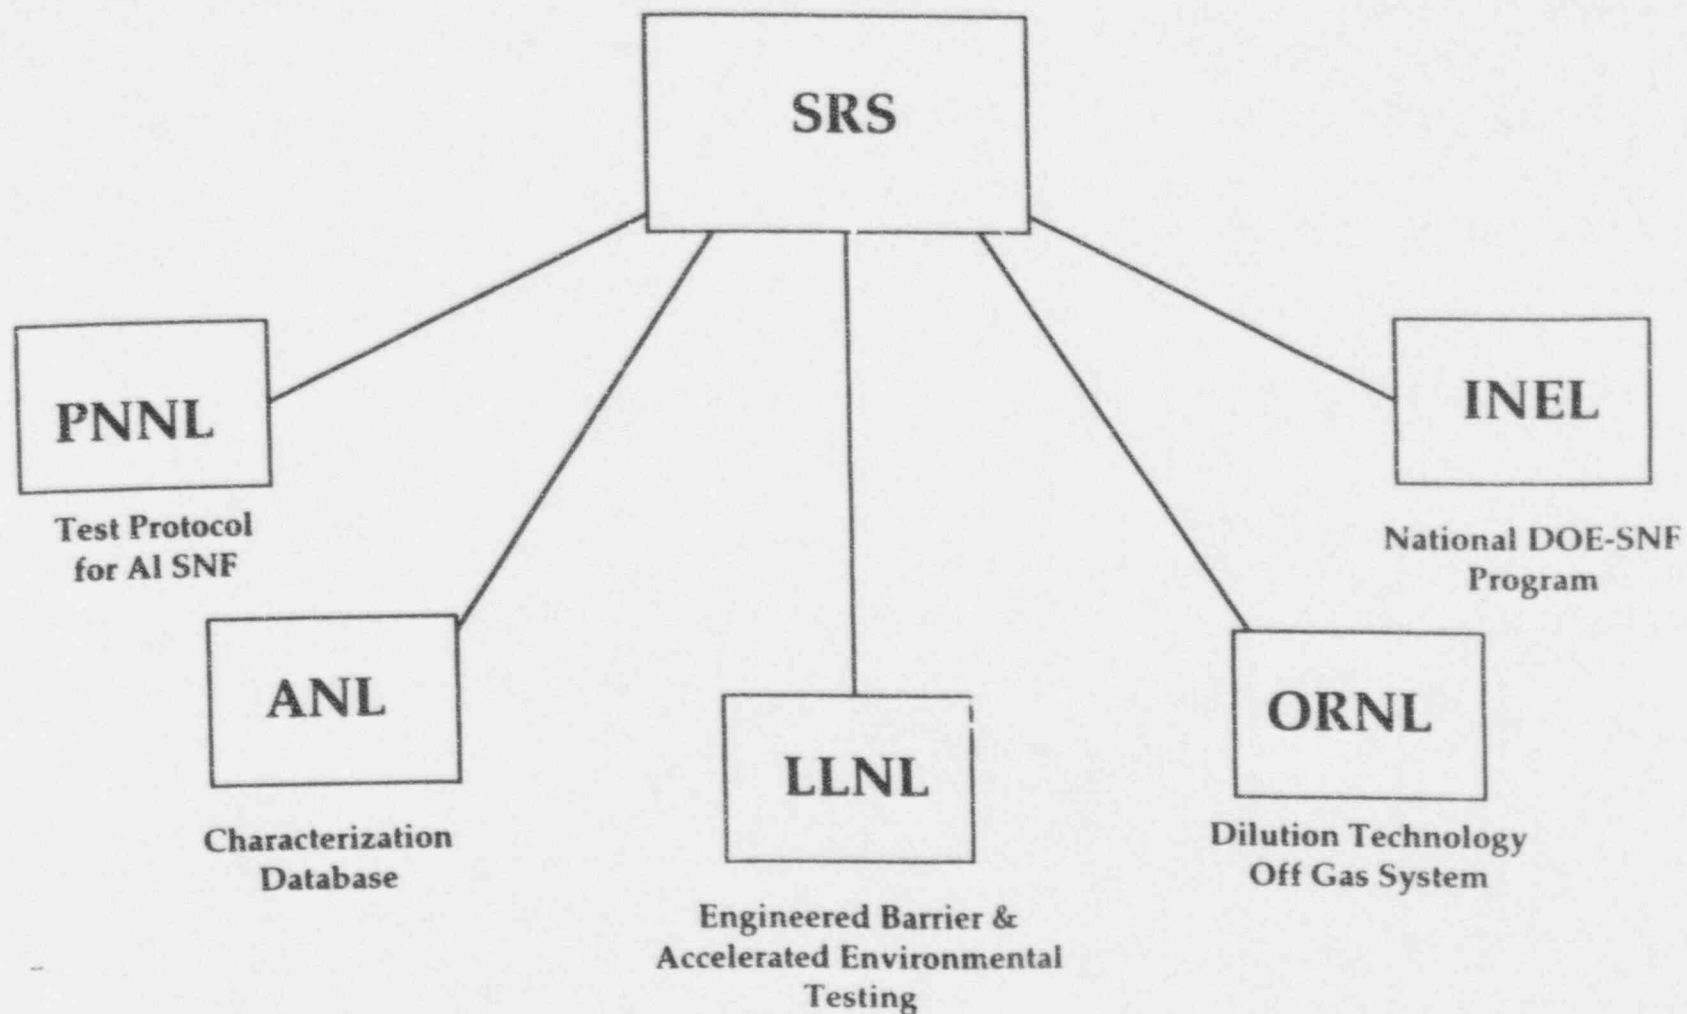 SRS
PNNL
Test Protocol
for Al SNF
ANL
Characterization
Database
LLNL
Engineered Barrier &
Accelerated Environmental
Testing
ORNL
Dilution Technology
Off Gas System
INEL
National DOE-SNF
Program